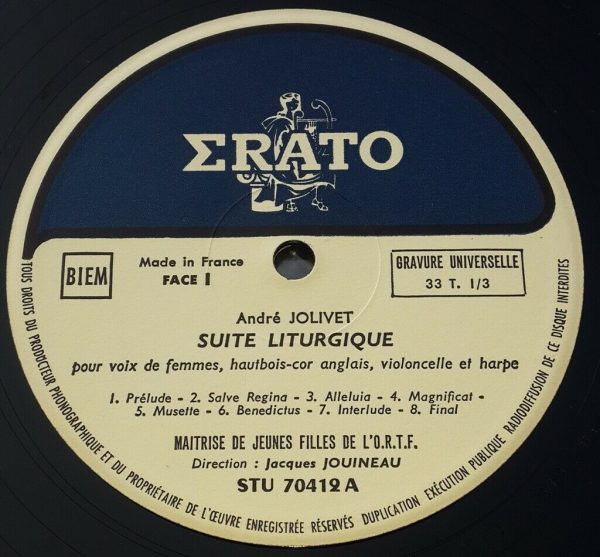 ΣRATO
BIEM
Made in France
FACE I
GRAVURE UNIVERSELLE
33 T. 1/3
André JOLIVET
SUITE LITURGIQUE
pour voix de femmes, hautbois-cor anglais, violoncelle et harpe
1. Prélude - 2. Salve Regina - 3. Alleluia - 4. Magnificat -
5. Musette - 6. Benedictus - 7. Interlude - 8. Final
MAITRISE DE JEUNES FILLES DE L'O.R.T.F.
Direction : Jacques JOUINEAU
STU 70412 A
TOUS DROITS DU PRODUCTEUR PHONOGRAPHIQUE ET DU PROPRIÉTAIRE DE L'ŒUVRE ENREGISTRÉE RÉSERVÉS DUPLICATION EXÉCUTION PUBLIQUE RADIODIFFUSION DE CE DISQUE INTERDITES